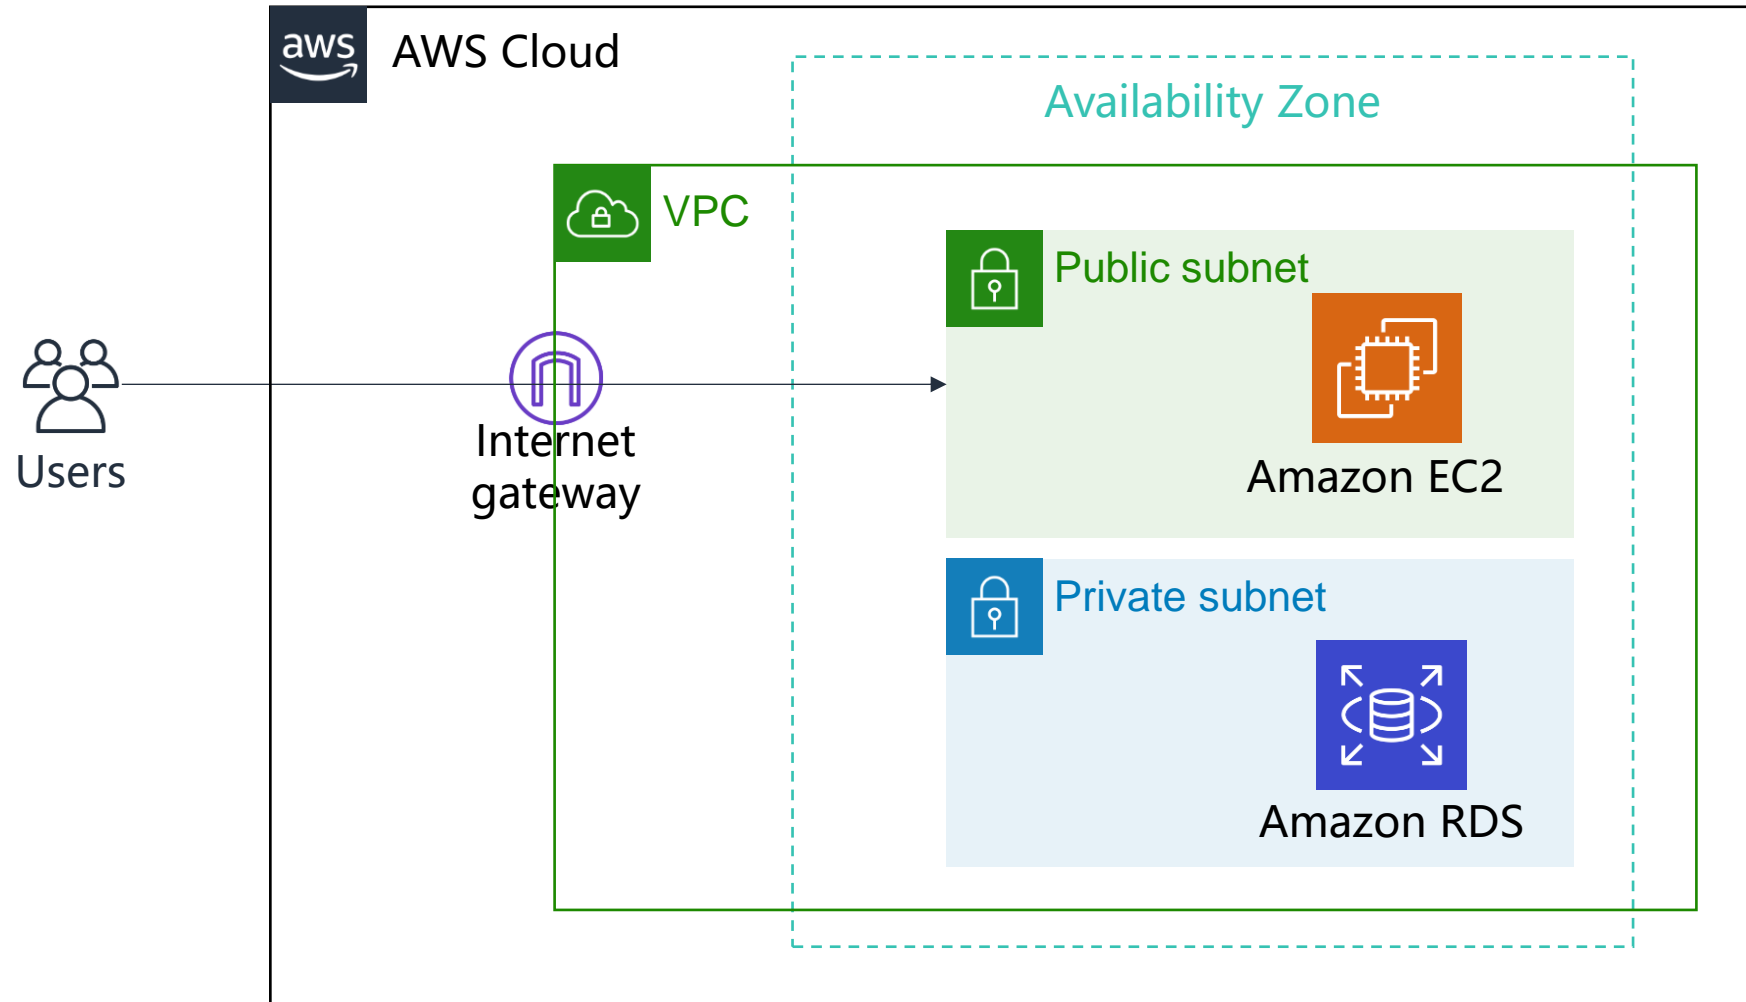 aws
AWS Cloud
Availability Zone
VPC
Public subnet
Amazon EC2
Users
Internet
gateway
Private subnet
Amazon RDS